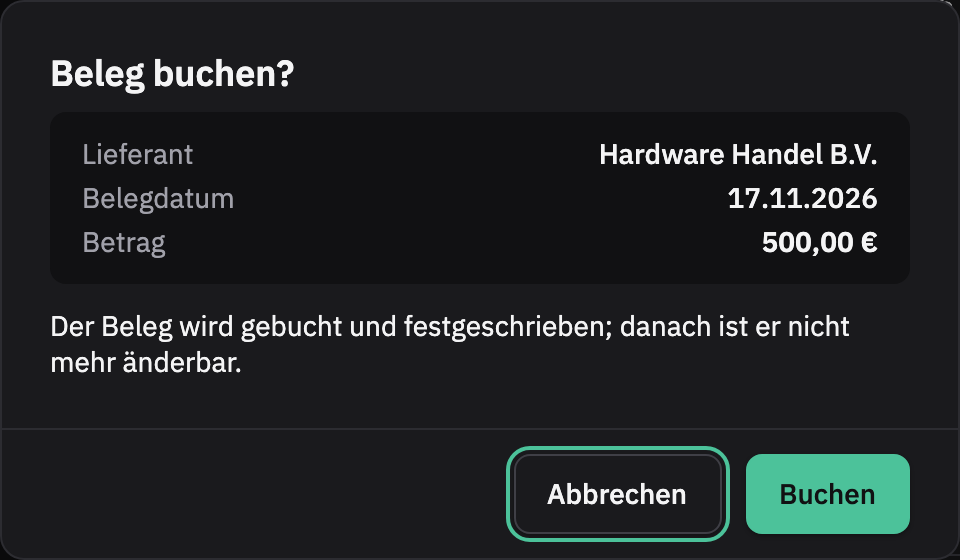 Beleg buchen?
Lieferant Hardware Handel B.V.
Belegdatum 17.11.2026
Betrag 500,00 €
Der Beleg wird gebucht und festgeschrieben; danach ist er nicht
mehr änderbar.
Abbrechen Buchen